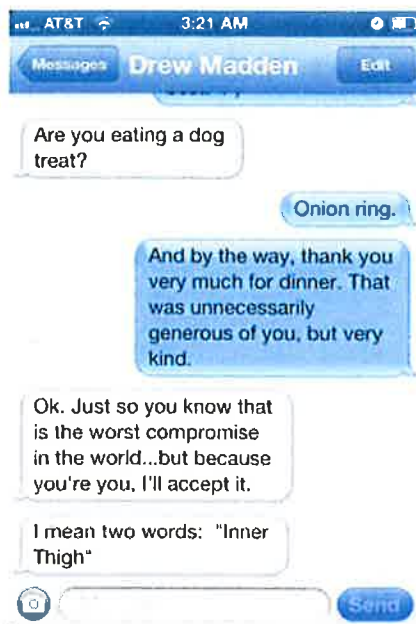 AT&T 3:21 AM
Messages Drew Madden Edit
Are you eating a dog
treat?
Onion ring.
And by the way, thank you
very much for dinner. That
was unnecessarily
generous of you, but very
kind.
Ok. Just so you know that
is the worst compromise
in the world...but because
you're you, I'll accept it.
I mean two words: "Inner
Thigh"
Send